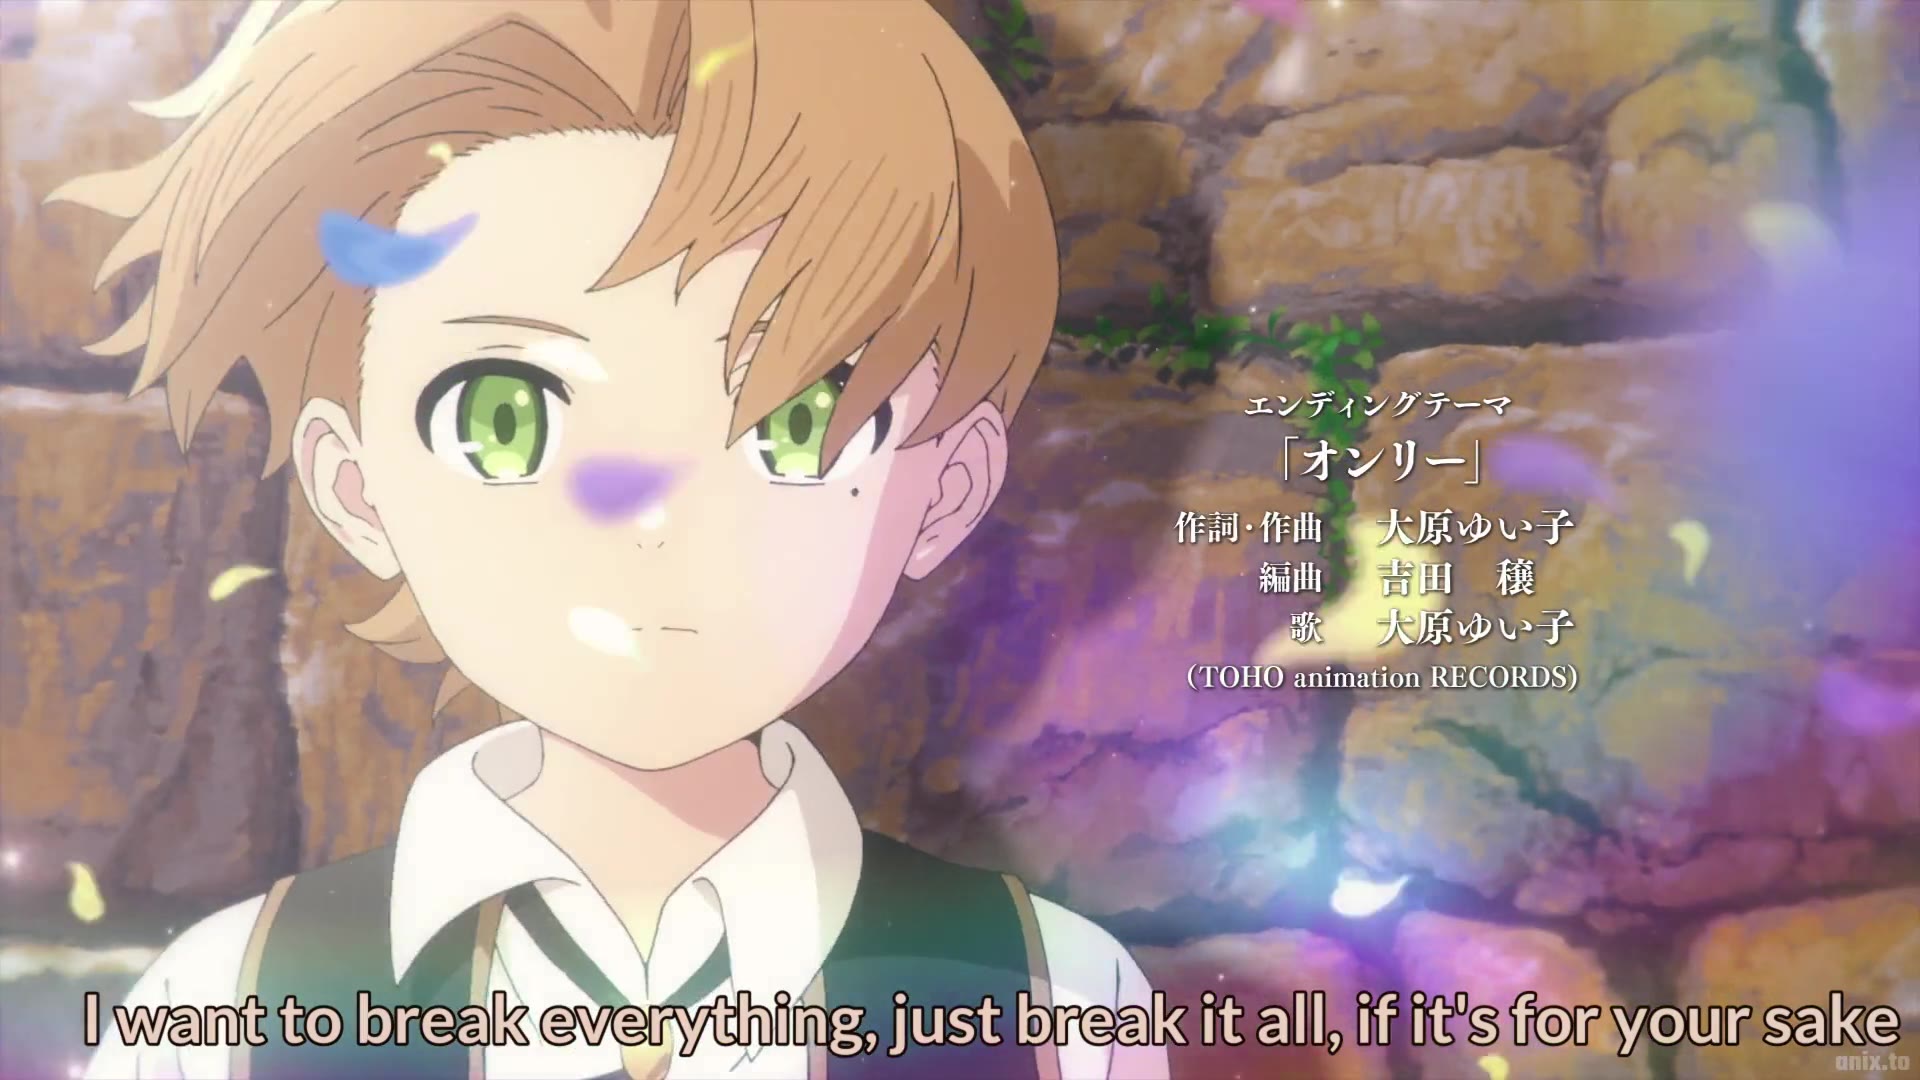 エンディングテーマ
「オンリー」
作詞・作曲 大原ゆい子
編曲 吉田 穣
歌 大原ゆい子
(TOHO animation RECORDS)
I want to break everything, just break it all, if it's for your sake
anix.to